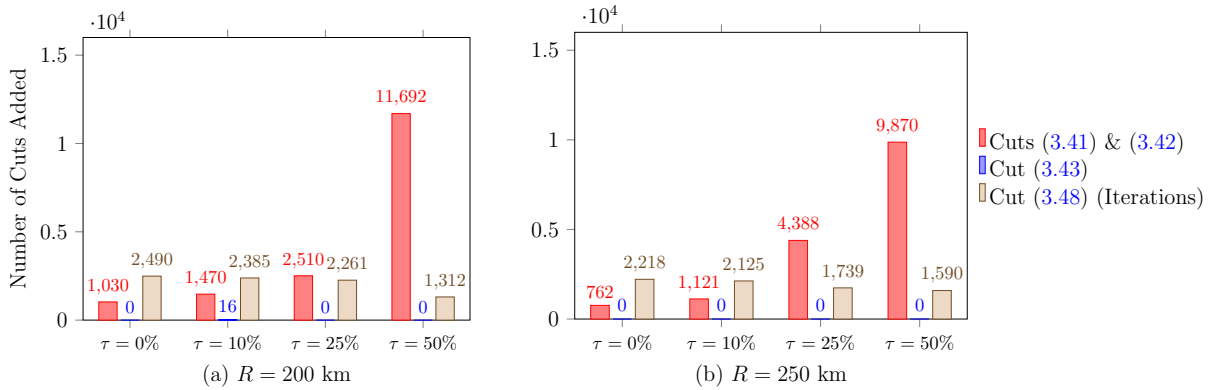 Number of Cuts Added
·10^4
1.5
1
0.5
0
1,030
0
2,490
1,470
16
2,385
2,510
0
2,261
11,692
0
1,312
τ = 0%
τ = 10%
τ = 25%
τ = 50%
(a) R = 200 km
·10^4
1.5
1
0.5
0
762
0
2,218
1,121
0
2,125
4,388
0
1,739
9,870
0
1,590
τ = 0%
τ = 10%
τ = 25%
τ = 50%
(b) R = 250 km
Cuts (3.41) & (3.42)
Cut (3.43)
Cut (3.48) (Iterations)